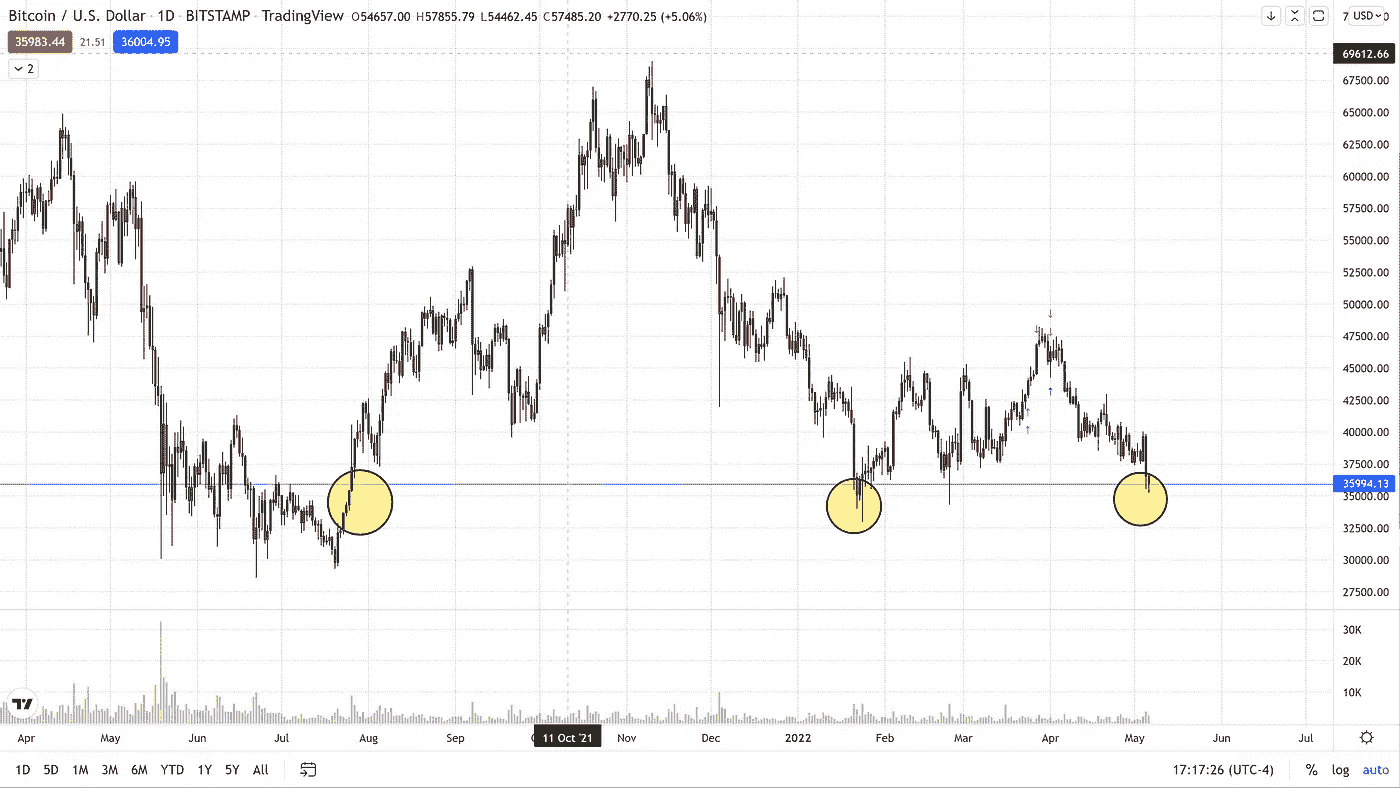 Bitcoin / U.S. Dollar · 1D · BITSTAMP · TradingView O54657.00 H57855.79 L54462.45 C57485.20 +2770.25 (+5.06%)
USD
35983.44 21.51 36004.95
2
69612.66
67500.00
65000.00
62500.00
60000.00
57500.00
55000.00
52500.00
50000.00
47500.00
45000.00
42500.00
40000.00
37500.00
35994.13
35000.00
32500.00
30000.00
27500.00
30K
20K
10K
Apr May Jun Jul Aug Sep 11 Oct '21 Nov Dec 2022 Feb Mar Apr May Jun Jul
1D 5D 1M 3M 6M YTD 1Y 5Y All 17:17:26 (UTC-4) % log auto